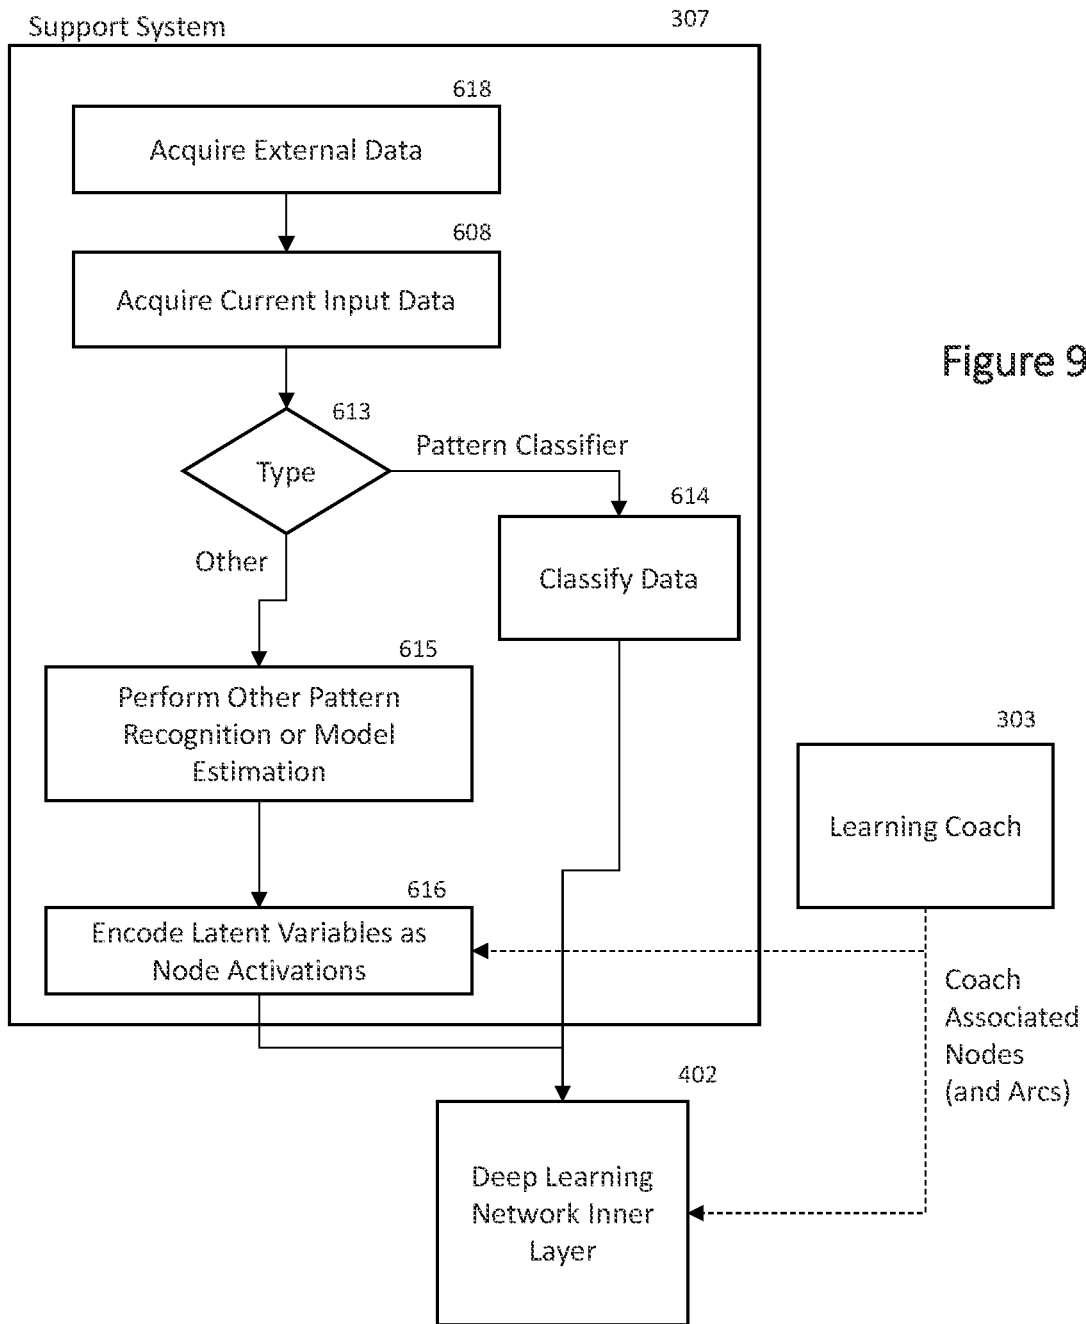 Support System
307
618
Acquire External Data
608
Acquire Current Input Data
Figure 9
613
Type
Pattern Classifier
614
Other
Classify Data
615
Perform Other Pattern
Recognition or Model
Estimation
303
Learning Coach
616
Encode Latent Variables as
Node Activations
Coach
Associated
Nodes
(and Arcs)
402
Deep Learning
Network Inner
Layer